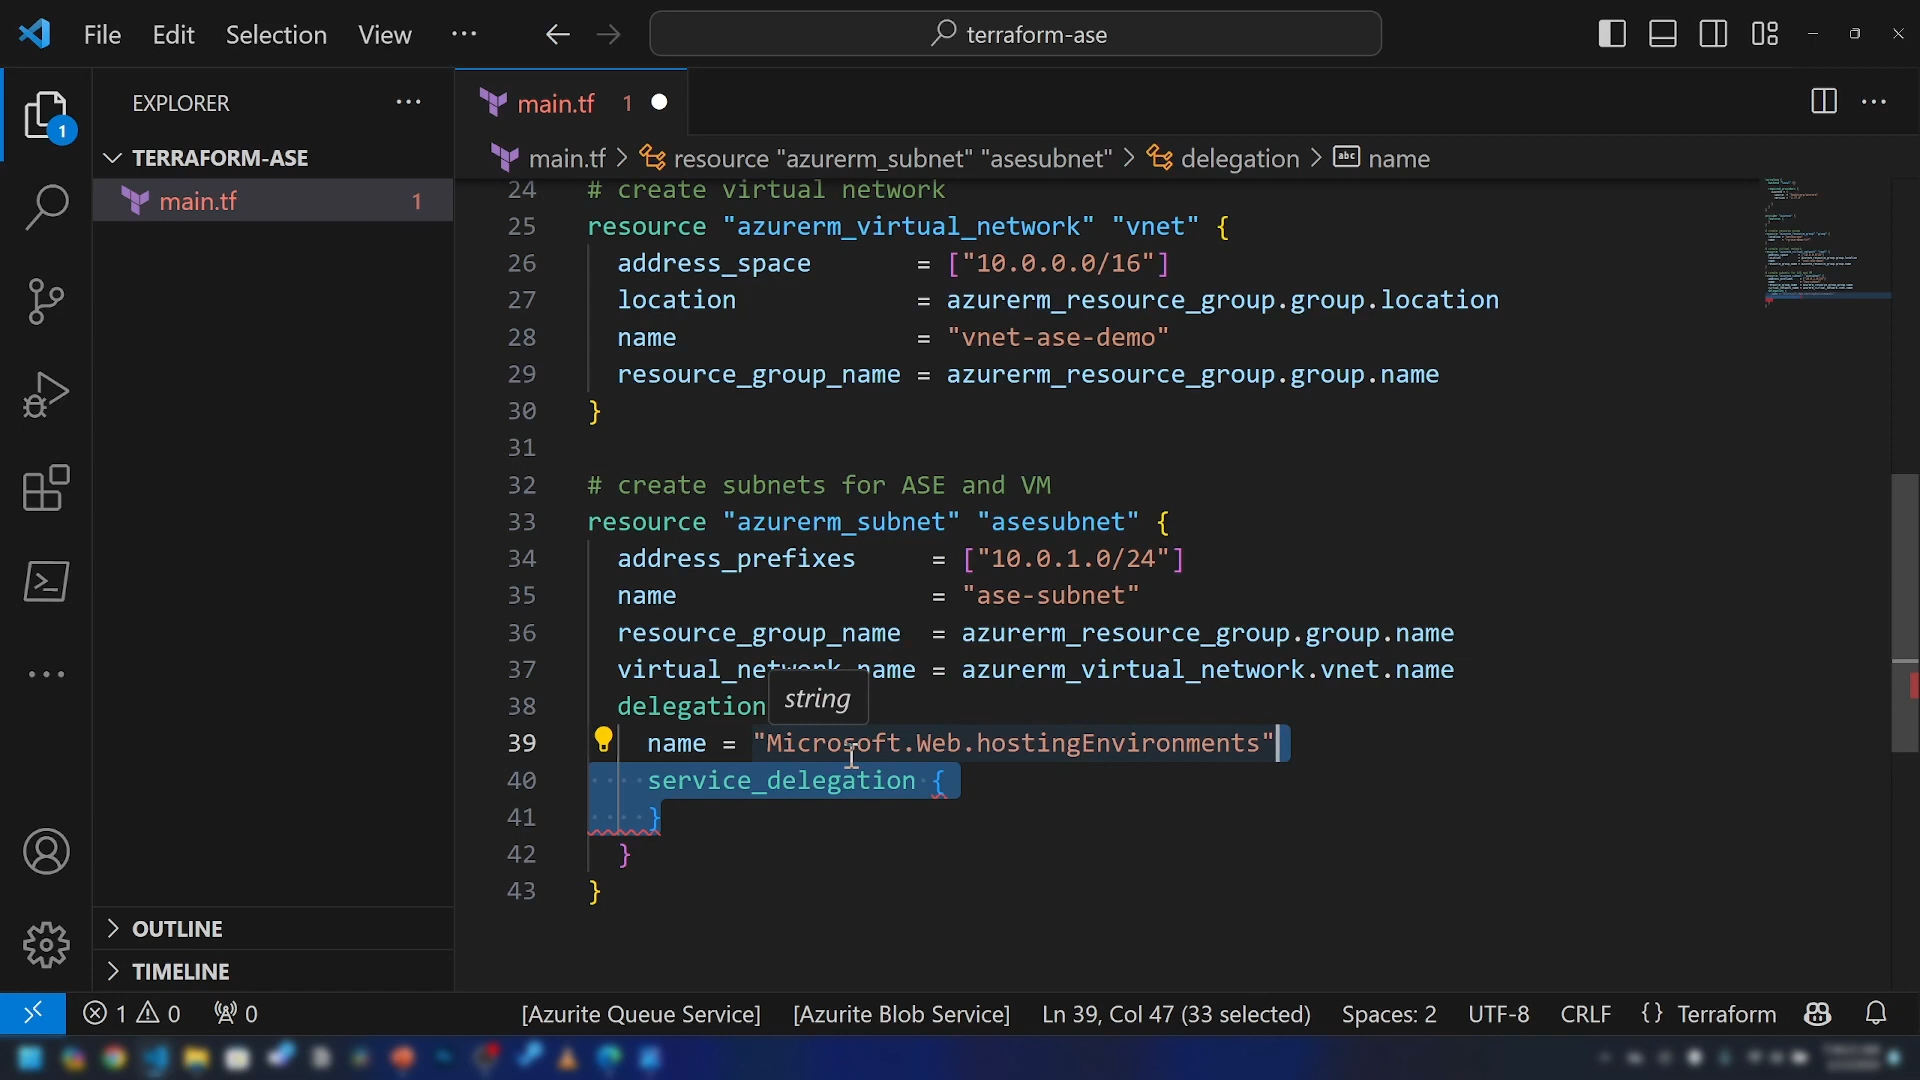 File Edit Selection View ... terraform-ase
EXPLORER ...
1
TERRAFORM-ASE
main.tf 1
OUTLINE
TIMELINE
main.tf 1
main.tf > resource "azurerm_subnet" "asesubnet" > delegation > abc name
24 # create virtual network
25 resource "azurerm_virtual_network" "vnet" {
26 address_space = ["10.0.0.0/16"]
27 location = azurerm_resource_group.group.location
28 name = "vnet-ase-demo"
29 resource_group_name = azurerm_resource_group.group.name
30 }
31
32 # create subnets for ASE and VM
33 resource "azurerm_subnet" "asesubnet" {
34 address_prefixes = ["10.0.1.0/24"]
35 name = "ase-subnet"
36 resource_group_name = azurerm_resource_group.group.name
37 virtual_network_name = azurerm_virtual_network.vnet.name
string
38 delegation
39 name = "Microsoft.Web.hostingEnvironments"
40 service_delegation {
41 }
42 }
43 }
1 0 0 [Azurite Queue Service] [Azurite Blob Service] Ln 39, Col 47 (33 selected) Spaces: 2 UTF-8 CRLF {} Terraform